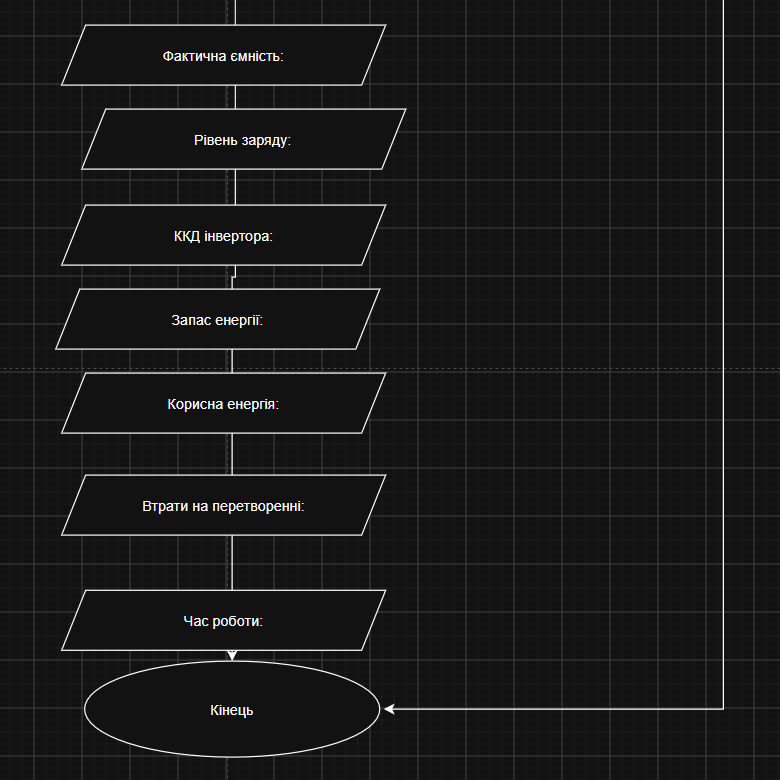 Фактична ємність:
Рівень заряду:
ККД інвертора:
Запас енергії:
Корисна енергія:
Втрати на перетворенні:
Час роботи:
Кінець